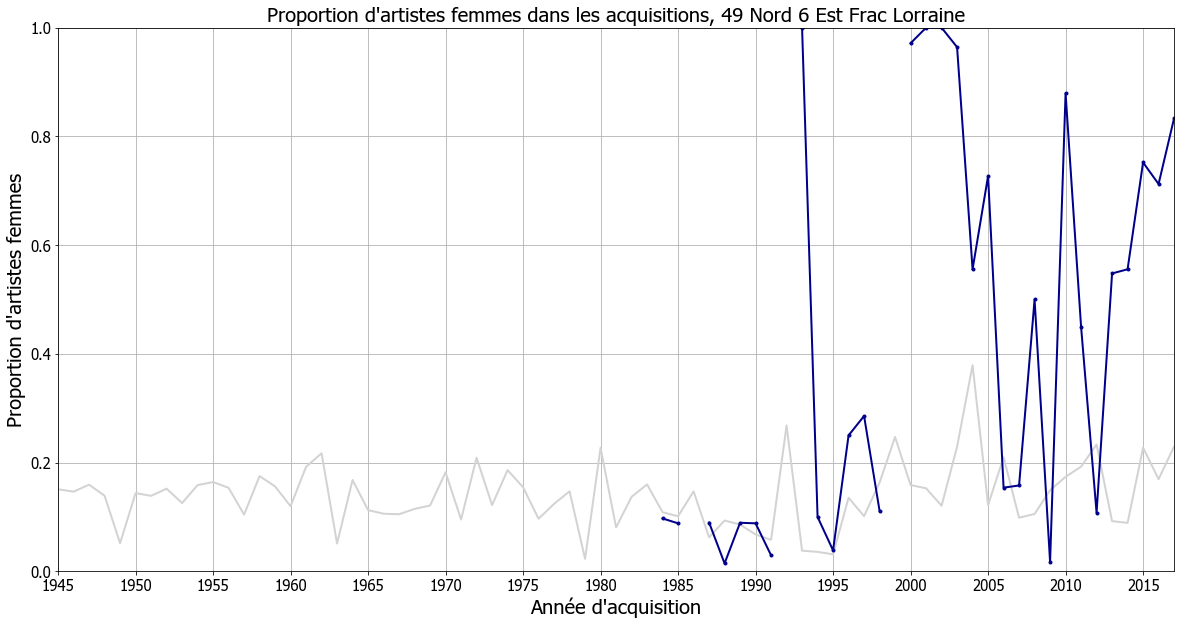 Proportion d'artistes femmes dans les acquisitions, 49 Nord 6 Est Frac Lorraine
Proportion d'artistes femmes
1.0
0.8
0.6
0.4
0.2
0.0
1945 1950 1955 1960 1965 1970 1975 1980 1985 1990 1995 2000 2005 2010 2015
Année d'acquisition